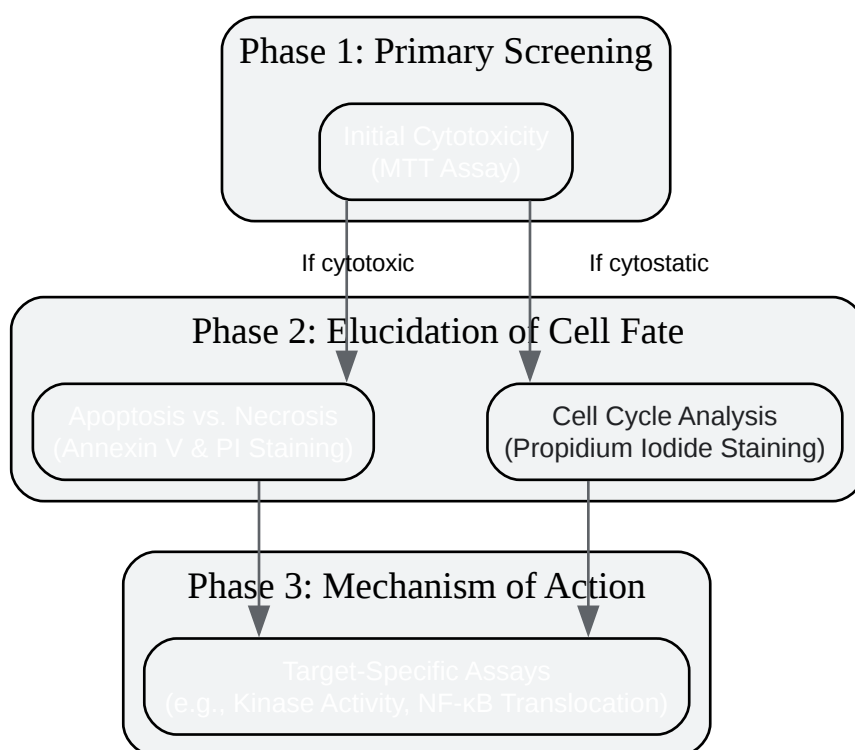 Phase 1: Primary Screening
Initial Cytotoxicity
(MTT Assay)
If cytotoxic
If cytostatic
Phase 2: Elucidation of Cell Fate
Apoptosis vs. Necrosis
(Annexin V & PI Staining)
Cell Cycle Analysis
(Propidium Iodide Staining)
Phase 3: Mechanism of Action
Target-Specific Assays
(e.g., Kinase Activity, NF-κB Translocation)